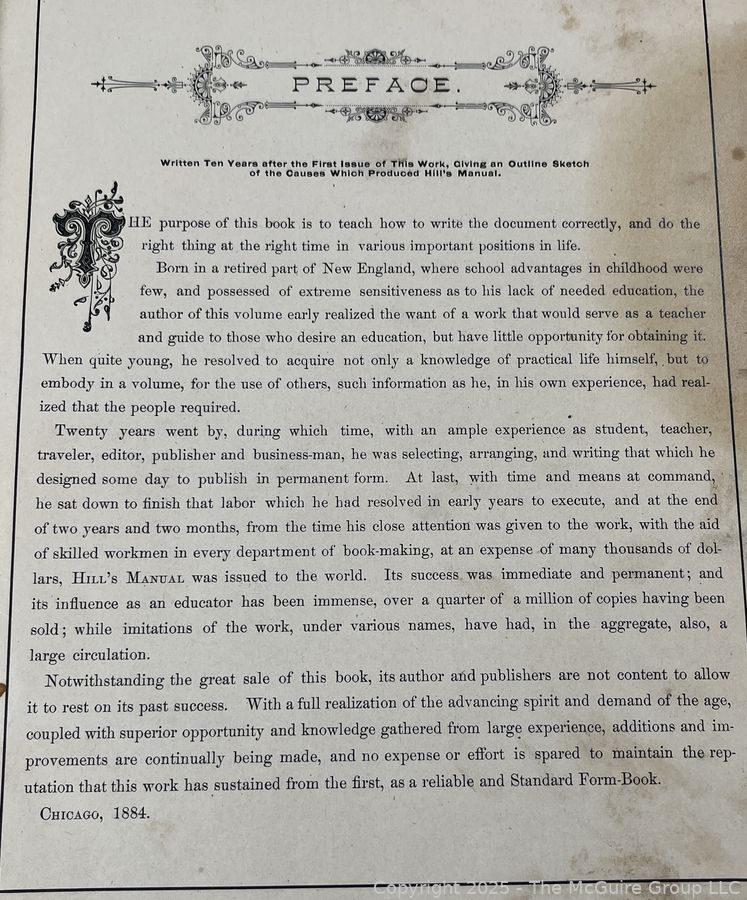 PREFACE.
Written Ten Years after the First Issue of This Work, Giving an Outline Sketch
of the Causes Which Produced Hill's Manual.
THE purpose of this book is to teach how to write the document correctly, and do the
right thing at the right time in various important positions in life.
Born in a retired part of New England, where school advantages in childhood were
few, and possessed of extreme sensitiveness as to his lack of needed education, the
author of this volume early realized the want of a work that would serve as a teacher
and guide to those who desire an education, but have little opportunity for obtaining it.
When quite young, he resolved to acquire not only a knowledge of practical life himself, but to
embody in a volume, for the use of others, such information as he, in his own experience, had real-
ized that the people required.
Twenty years went by, during which time, with an ample experience as student, teacher,
traveler, editor, publisher and business-man, he was selecting, arranging, and writing that which he
designed some day to publish in permanent form. At last, with time and means at command,
he sat down to finish that labor which he had resolved in early years to execute, and at the end
of two years and two months, from the time his close attention was given to the work, with the aid
of skilled workmen in every department of book-making, at an expense of many thousands of dol-
lars, HILL'S MANUAL was issued to the world. Its success was immediate and permanent; and
its influence as an educator has been immense, over a quarter of a million of copies having been
sold; while imitations of the work, under various names, have had, in the aggregate, also, a
large circulation.
Notwithstanding the great sale of this book, its author and publishers are not content to allow
it to rest on its past success. With a full realization of the advancing spirit and demand of the age,
coupled with superior opportunity and knowledge gathered from large experience, additions and im-
provements are continually being made, and no expense or effort is spared to maintain the rep-
utation that this work has sustained from the first, as a reliable and Standard Form-Book.
CHICAGO, 1884.
Copyright 2025 - The McGuire Group LLC